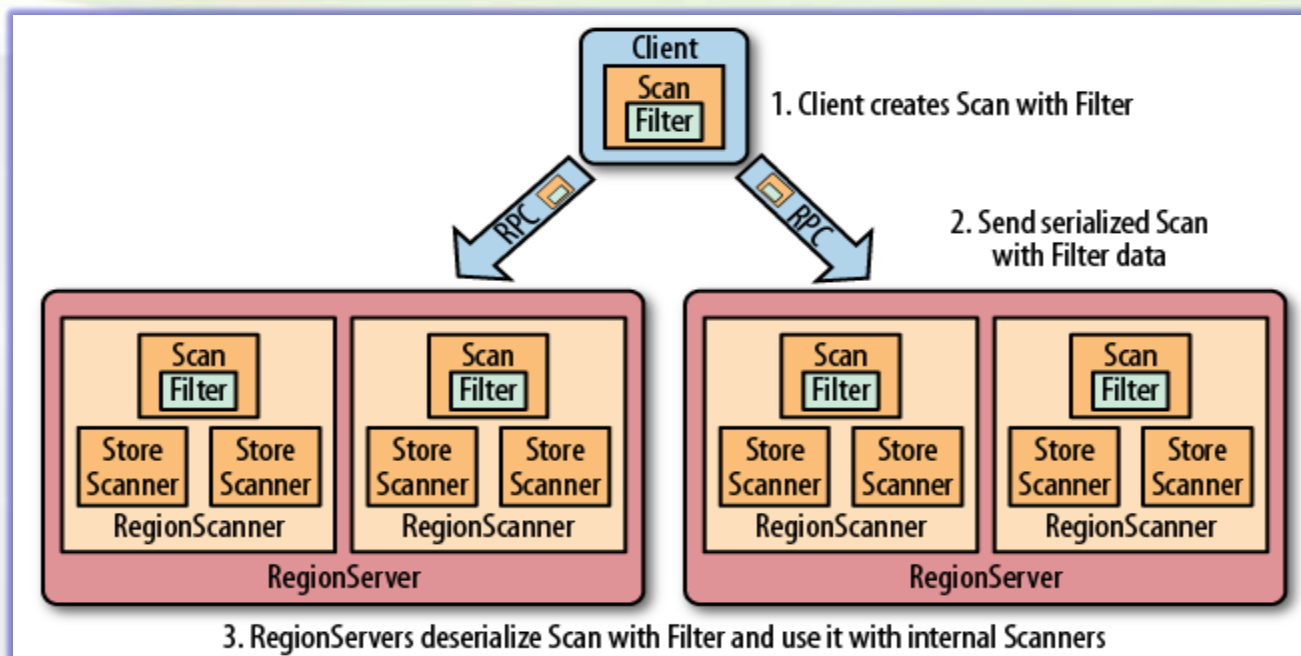 Client
Scan
Filter
1. Client creates Scan with Filter
RPC
RPC
2. Send serialized Scan
with Filter data
Scan
Filter
Store
Scanner
Store
Scanner
RegionScanner
Scan
Filter
Store
Scanner
Store
Scanner
RegionScanner
RegionServer
Scan
Filter
Store
Scanner
Store
Scanner
RegionScanner
Scan
Filter
Store
Scanner
Store
Scanner
RegionScanner
RegionServer
3. RegionServers deserialize Scan with Filter and use it with internal Scanners